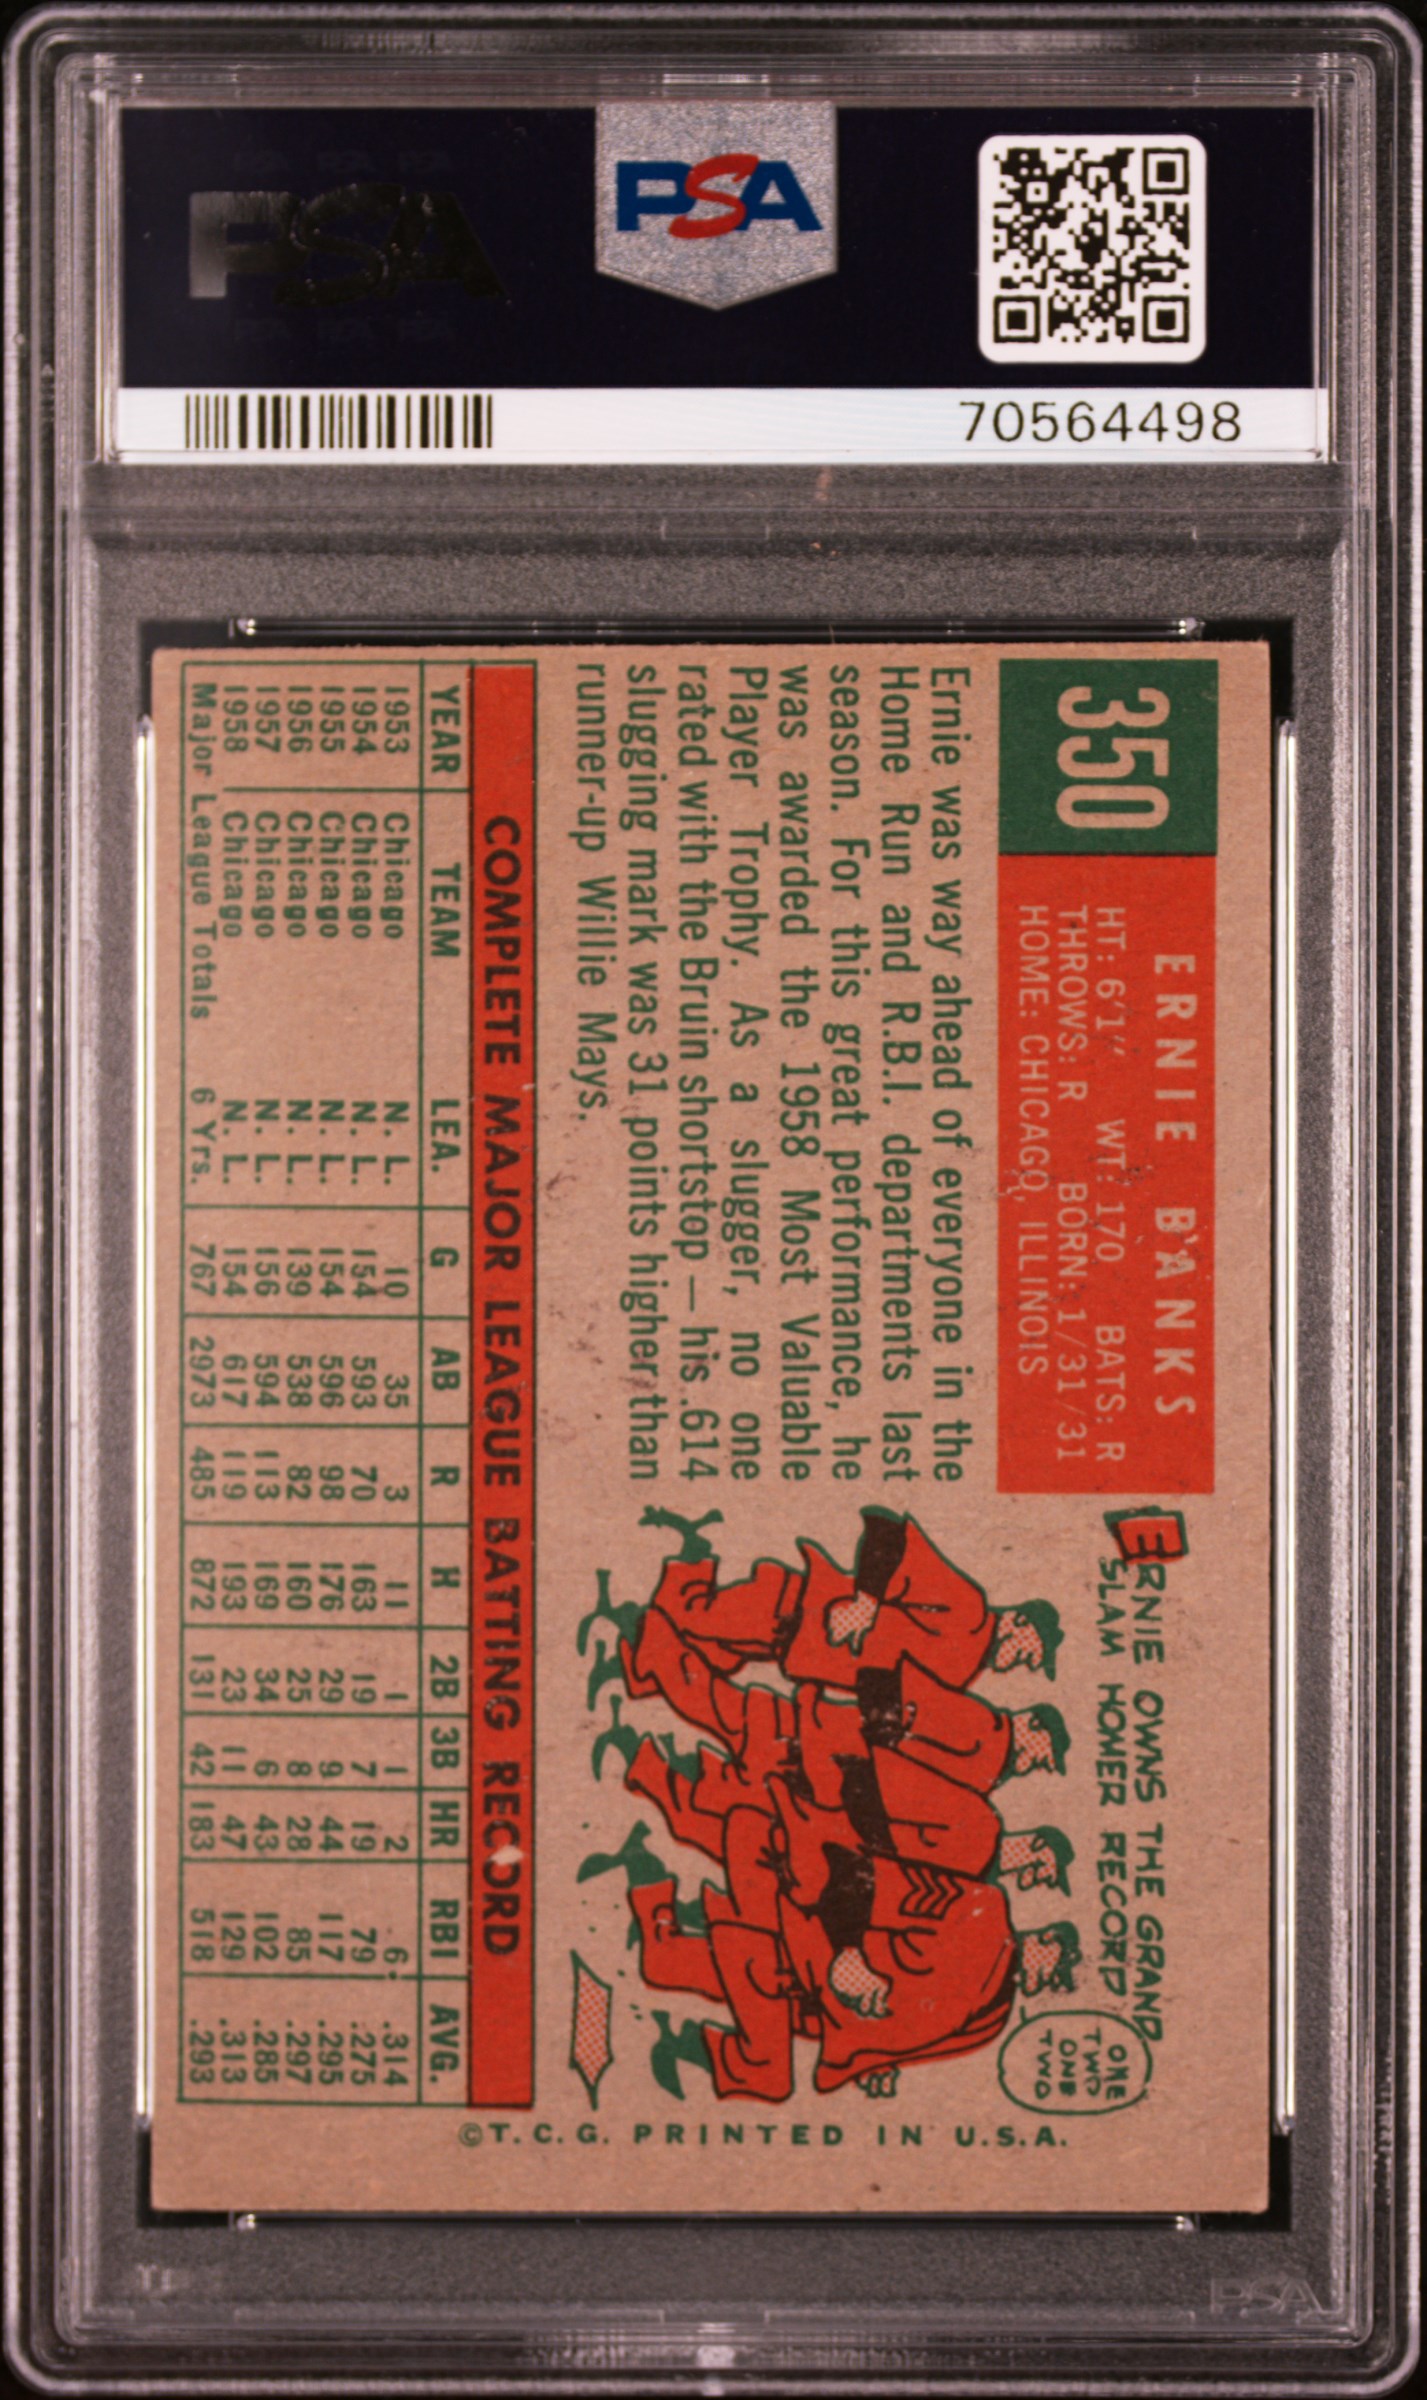 PSA
PSA
70564498
350
ERNIE BANKS
HT: 6'1" WT: 170 BATS: R
THROWS: R BORN: 1/31/31
HOME: CHICAGO, ILLINOIS
Ernie was way ahead of everyone in the
Home Run and R.B.I. departments last
season. For this great performance, he
was awarded the 1958 Most Valuable
Player Trophy. As a slugger, no one
rated with the Bruin shortstop — his .614
slugging mark was 31 points higher than
runner-up Willie Mays.
ERNIE OWNS THE GRAND
SLAM HOMER RECORD
ONE
TWO
ONE
TWO
COMPLETE MAJOR LEAGUE BATTING RECORD
YEAR TEAM LEA. G AB R H 2B 3B HR RBI AVG.
1953 Chicago N. L. 10 35 3 11 1 1 2 6 .314
1954 Chicago N. L. 154 593 70 163 19 7 19 79 .275
1955 Chicago N. L. 154 596 98 176 29 9 44 117 .295
1956 Chicago N. L. 139 538 82 160 25 8 28 85 .297
1957 Chicago N. L. 156 594 113 169 34 6 43 102 .285
1958 Chicago N. L. 154 617 119 193 23 11 47 129 .313
Major League Totals 6 Yrs. 767 2973 485 872 131 42 183 518 .293
©T.C.G. PRINTED IN U.S.A.
PSA